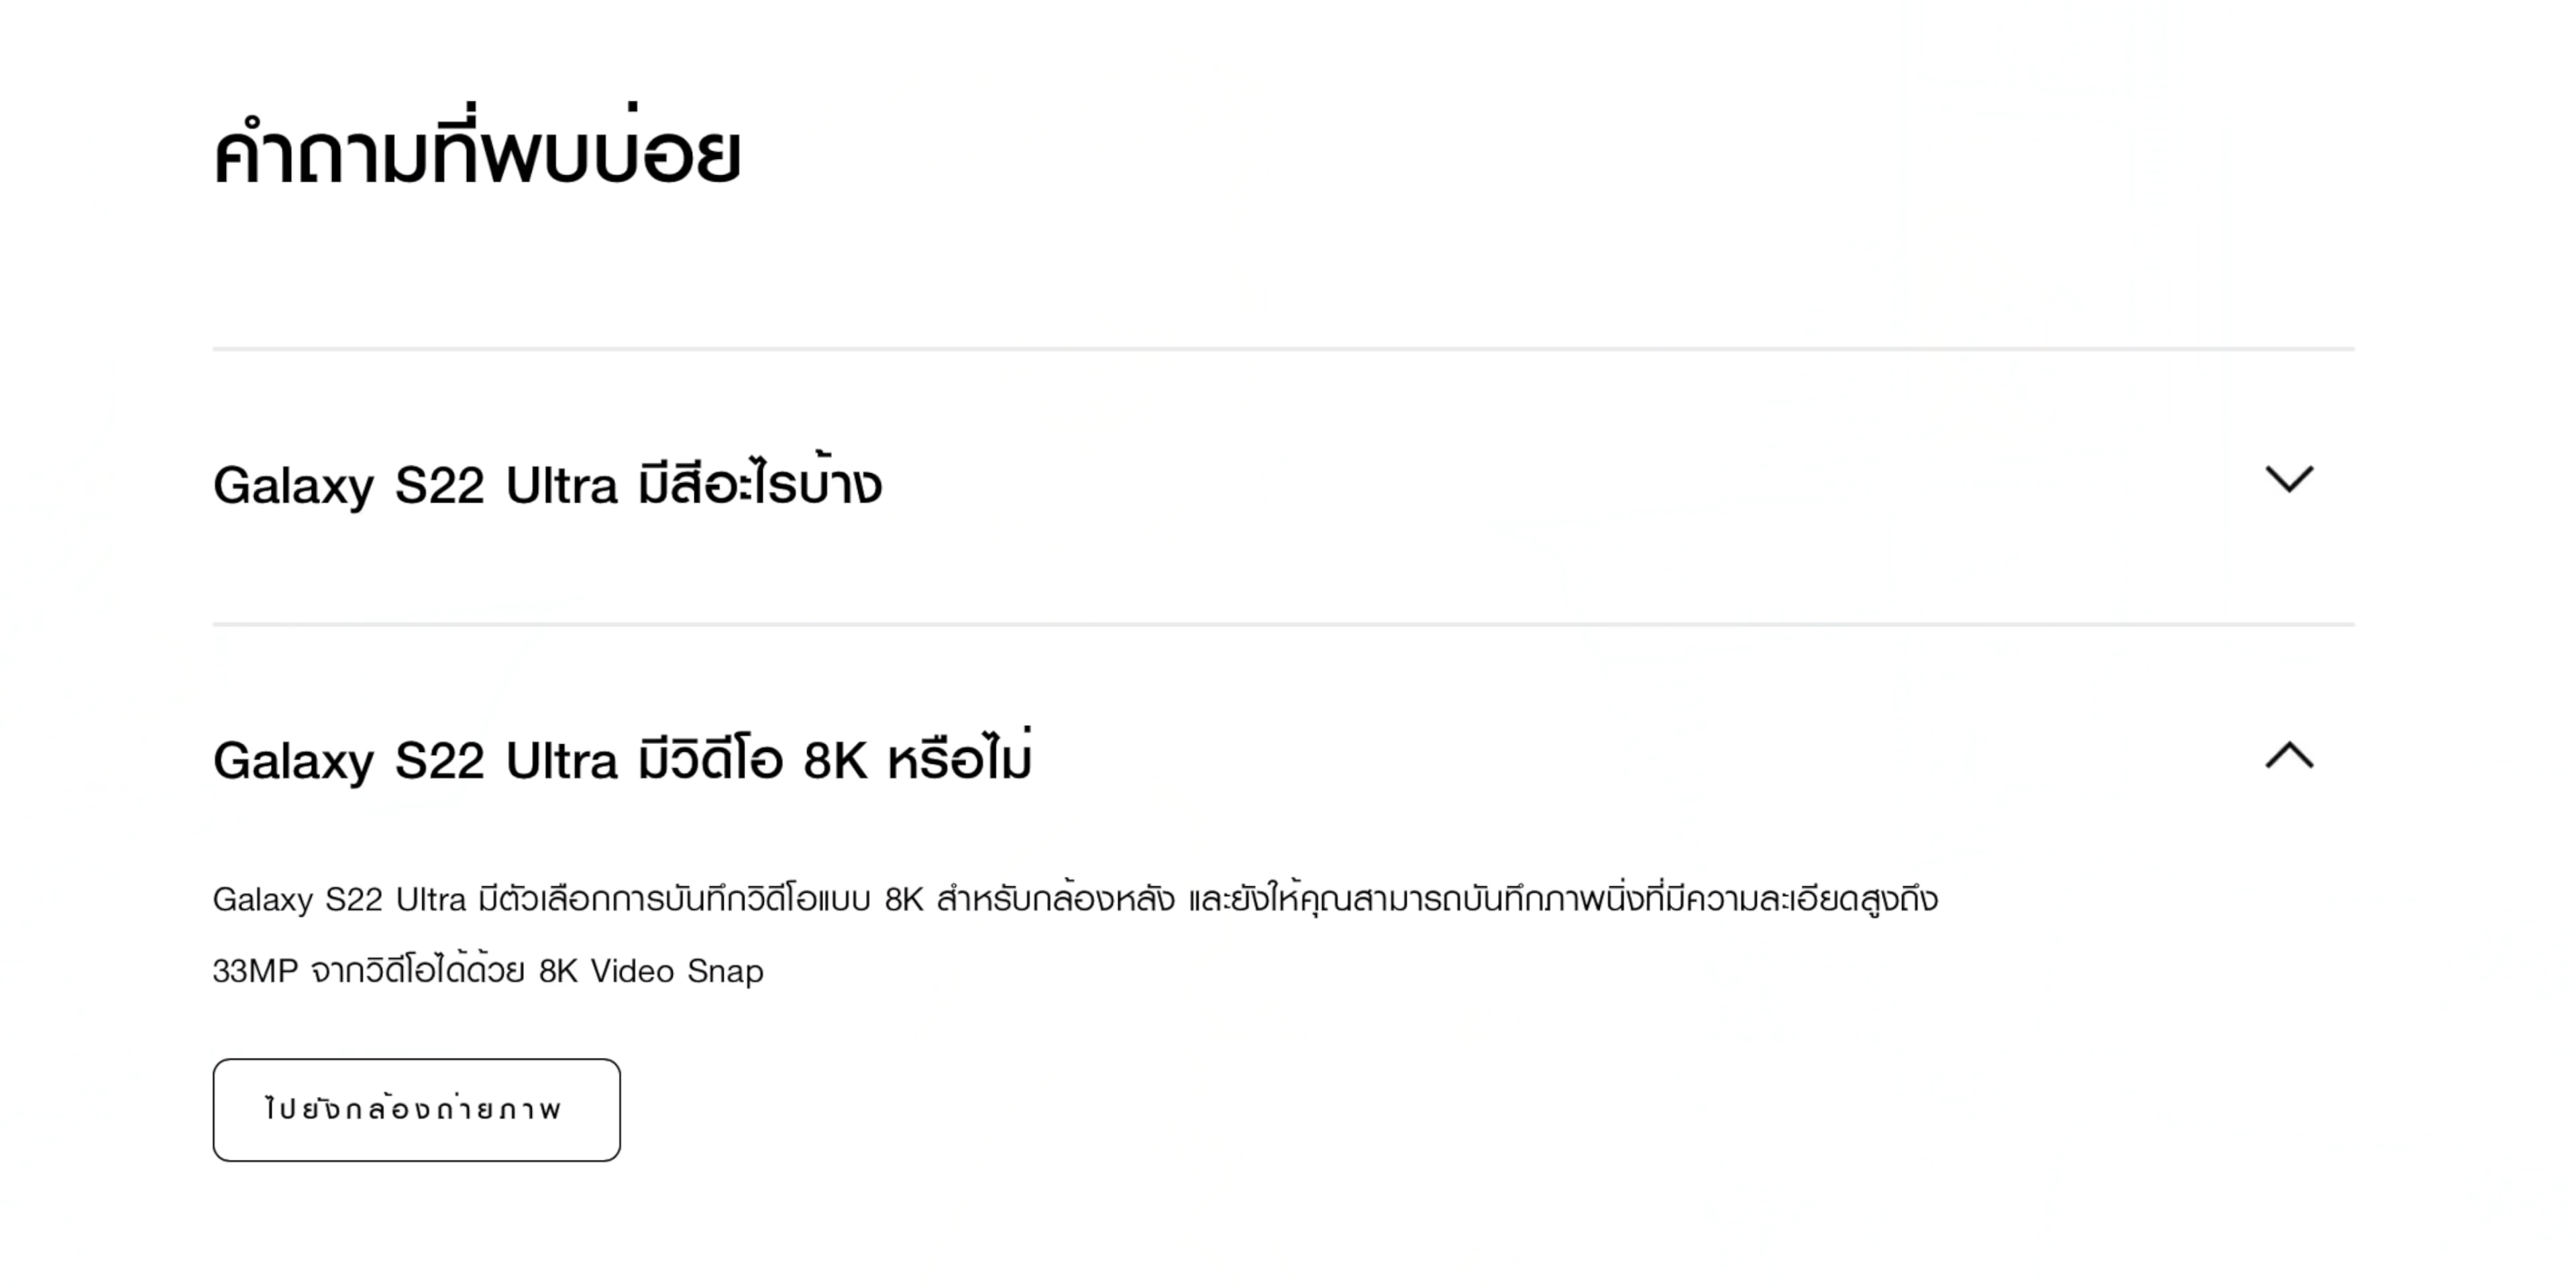 คำถามที่พบบ่อย
Galaxy S22 Ultra มีสีอะไรบ้าง
Galaxy S22 Ultra มีวิดีโอ 8K หรือไม่
Galaxy S22 Ultra มีตัวเลือกการบันทึกวิดีโอแบบ 8K สำหรับกล้องหลัง และยังให้คุณสามารถบันทึกภาพนิ่งที่มีความละเอียดสูงถึง
33MP จากวิดีโอได้ด้วย 8K Video Snap
ไปยังกล้องถ่ายภาพ